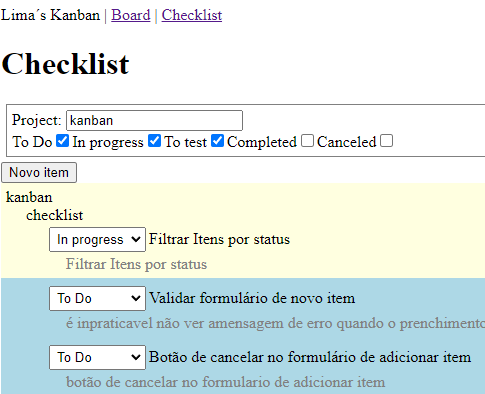 Lima´s Kanban | Board | Checklist
Checklist
Project: kanban
To Do In progress To test Completed Canceled
Novo item
kanban
checklist
In progress Filtrar Itens por status
Filtrar Itens por status
To Do Validar formulário de novo item
é inpraticavel não ver amensagem de erro quando o prenchimento
To Do Botão de cancelar no formulário de adicionar item
botão de cancelar no formulario de adicionar item